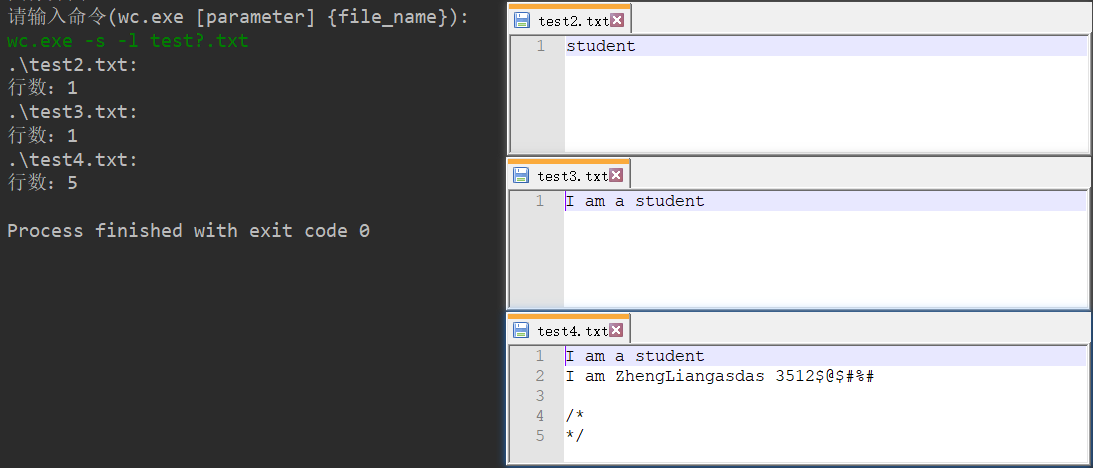 请输入命令(wc.exe [parameter] {file_name}):
wc.exe -s -l test?.txt
.\test2.txt:
行数：1
.\test3.txt:
行数：1
.\test4.txt:
行数：5
Process finished with exit code 0
test2.txt
1 student
test3.txt
1 I am a student
test4.txt
1 I am a student
2 I am ZhengLiangasdas 3512$@$#%#
3
4 /*
5 */